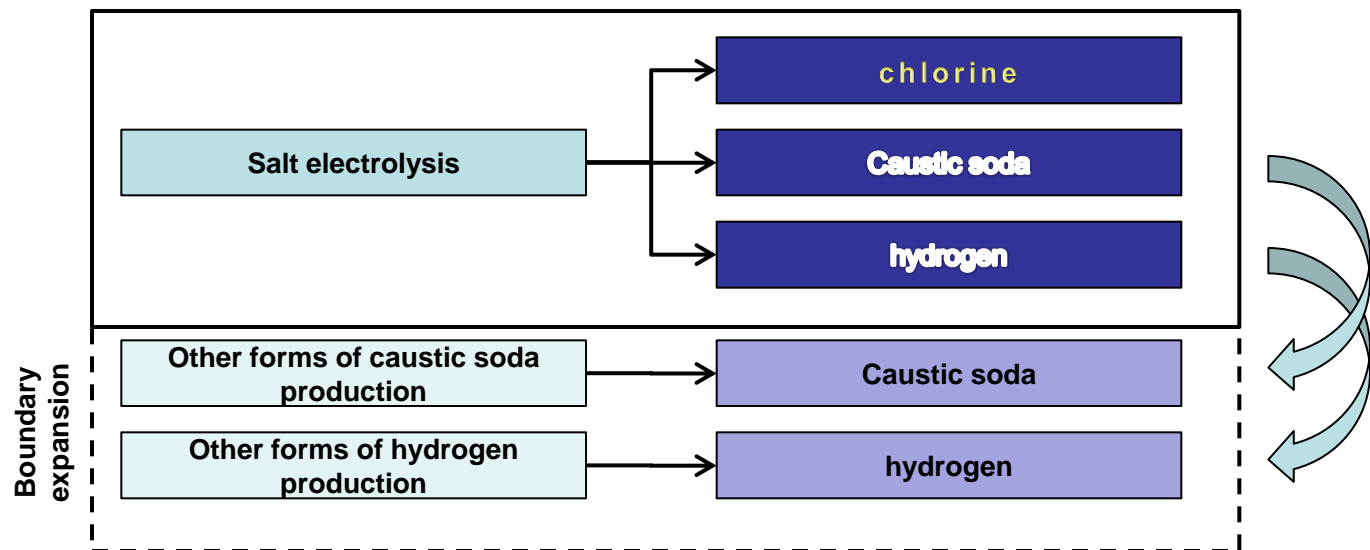 chlorine
Salt electrolysis
Caustic soda
hydrogen
Other forms of caustic soda
production
Caustic soda
Other forms of hydrogen
production
hydrogen
Boundary
expansion